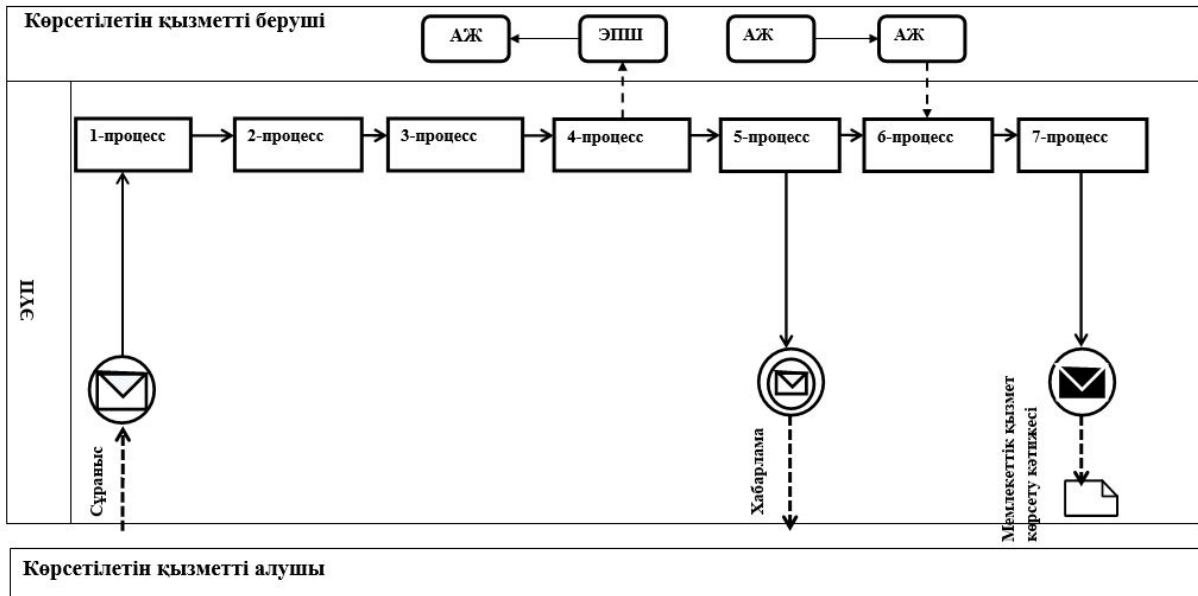 Көрсетілетін қызметті беруші
АЖ
ЭПШ
АЖ
АЖ
ЭҮП
1-процесс
2-процесс
3-процесс
4-процесс
5-процесс
6-процесс
7-процесс
Сұраныс
Хабарлама
Мемлекеттік қызмет
көрсету кәтижесі
Көрсетілетін қызметті алушы